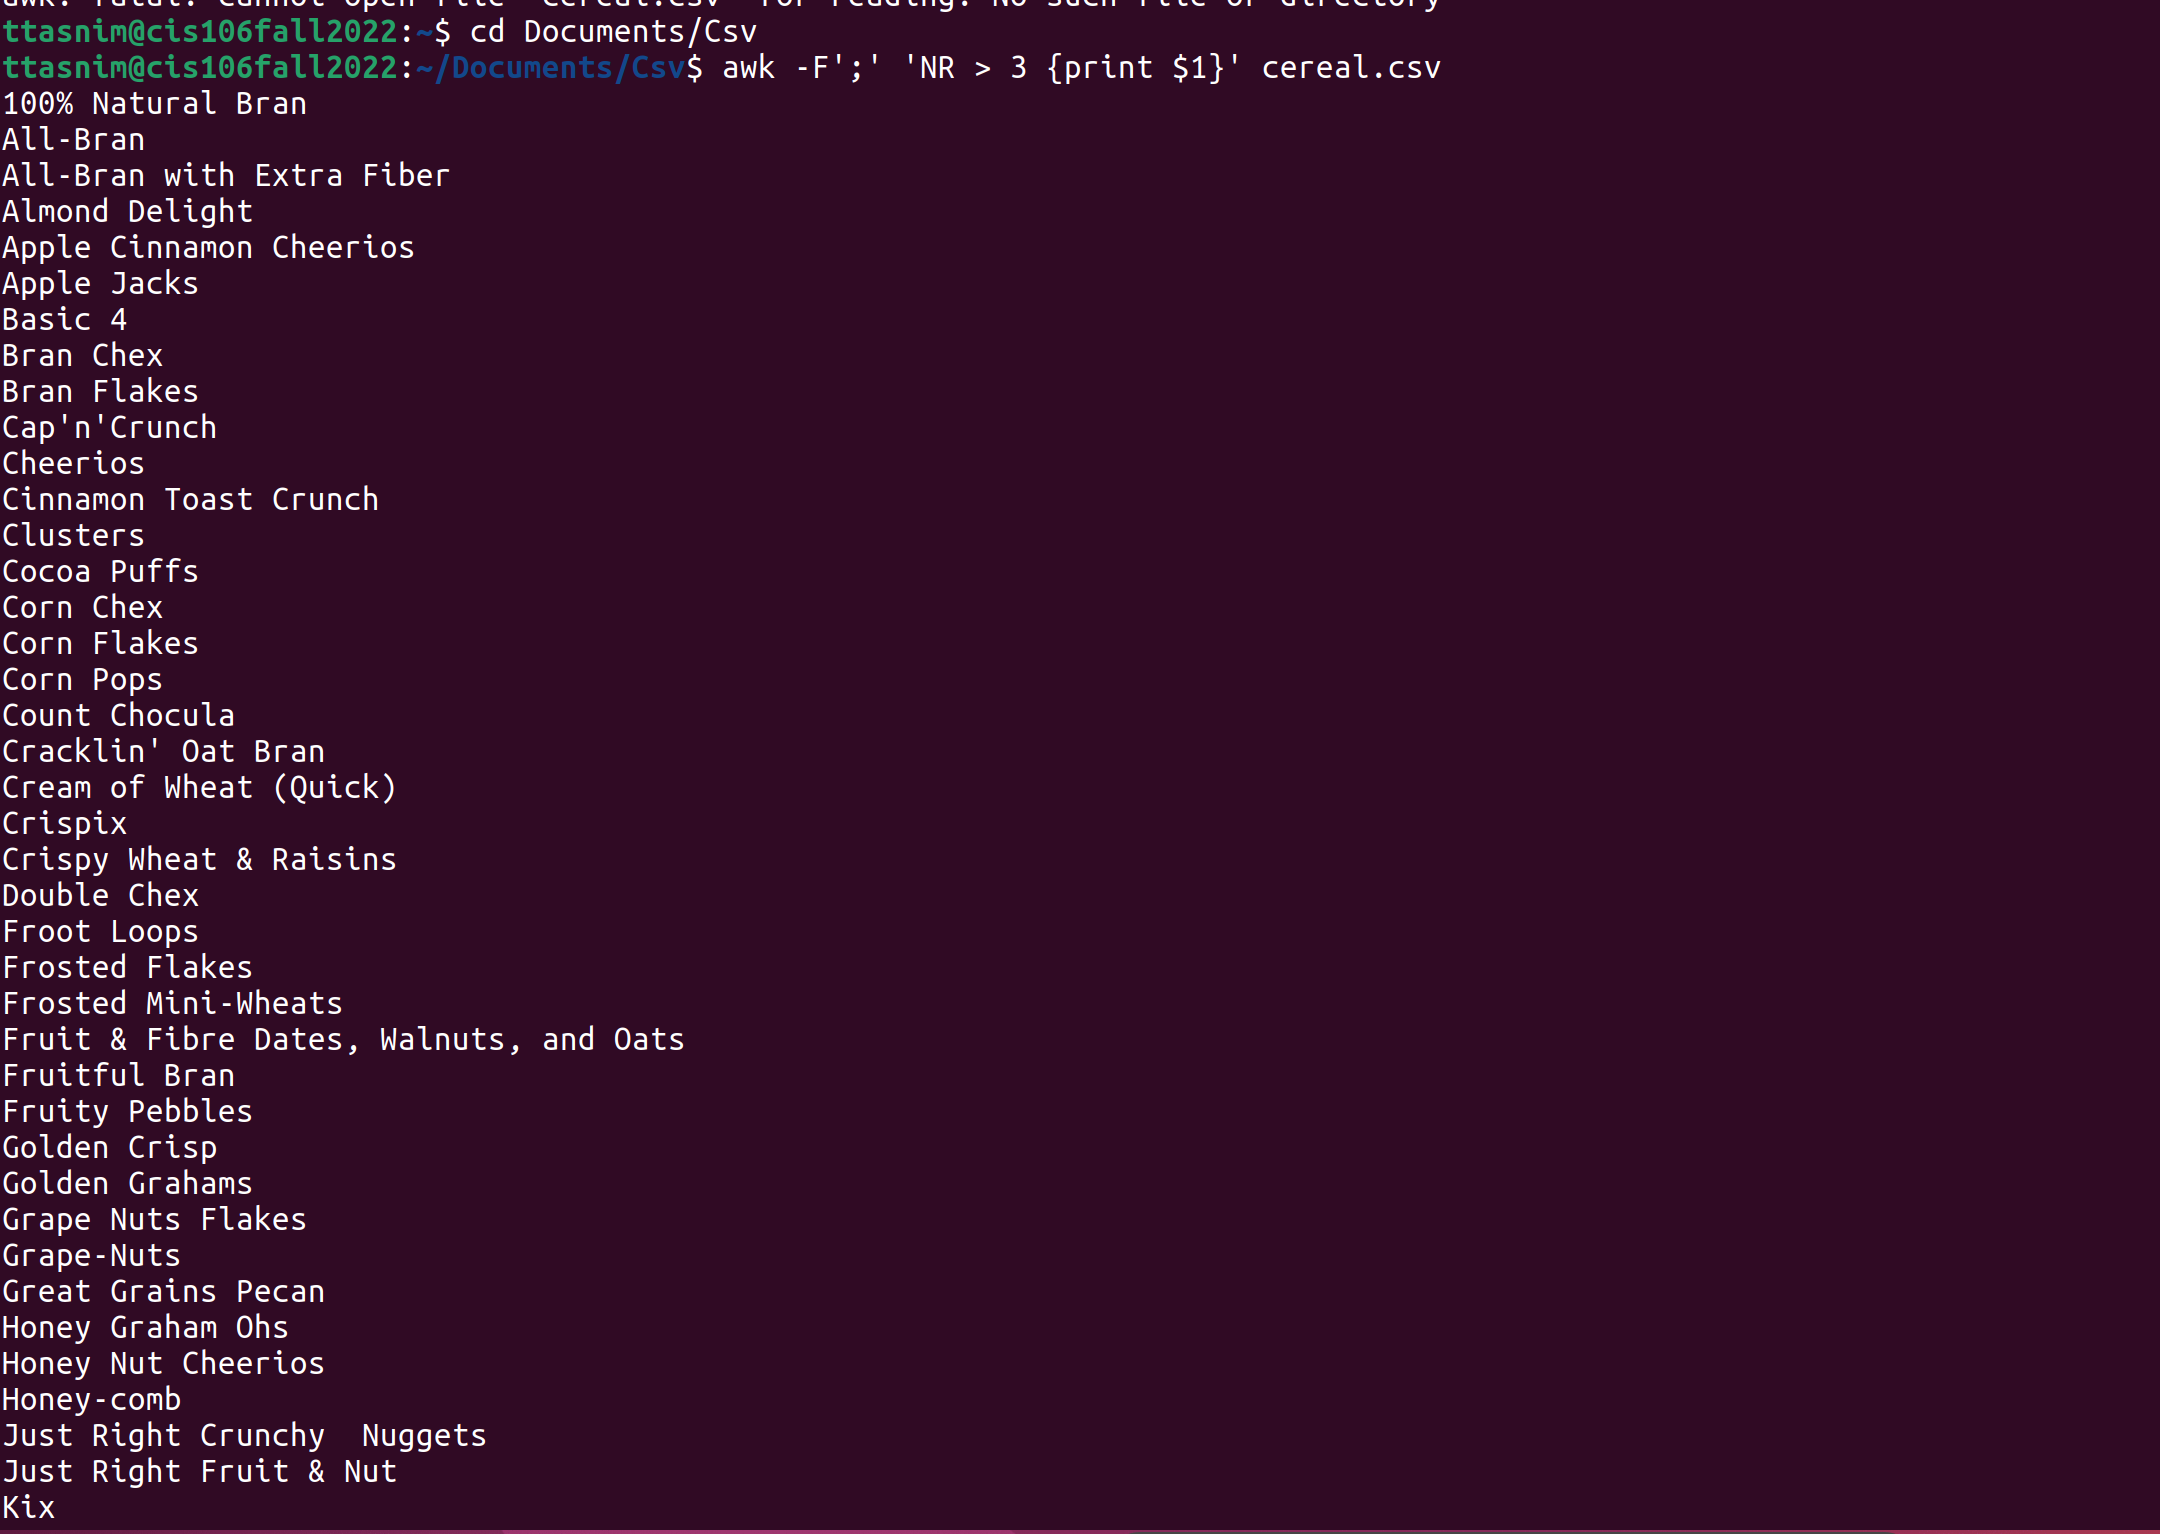 awk: fatal: cannot open file `cereal.csv' for reading: No such file or directory
ttasnim@cis106fall2022:~$ cd Documents/Csv
ttasnim@cis106fall2022:~/Documents/Csv$ awk -F';' 'NR > 3 {print $1}' cereal.csv
100% Natural Bran
All-Bran
All-Bran with Extra Fiber
Almond Delight
Apple Cinnamon Cheerios
Apple Jacks
Basic 4
Bran Chex
Bran Flakes
Cap'n'Crunch
Cheerios
Cinnamon Toast Crunch
Clusters
Cocoa Puffs
Corn Chex
Corn Flakes
Corn Pops
Count Chocula
Cracklin' Oat Bran
Cream of Wheat (Quick)
Crispix
Crispy Wheat & Raisins
Double Chex
Froot Loops
Frosted Flakes
Frosted Mini-Wheats
Fruit & Fibre Dates, Walnuts, and Oats
Fruitful Bran
Fruity Pebbles
Golden Crisp
Golden Grahams
Grape Nuts Flakes
Grape-Nuts
Great Grains Pecan
Honey Graham Ohs
Honey Nut Cheerios
Honey-comb
Just Right Crunchy  Nuggets
Just Right Fruit & Nut
Kix